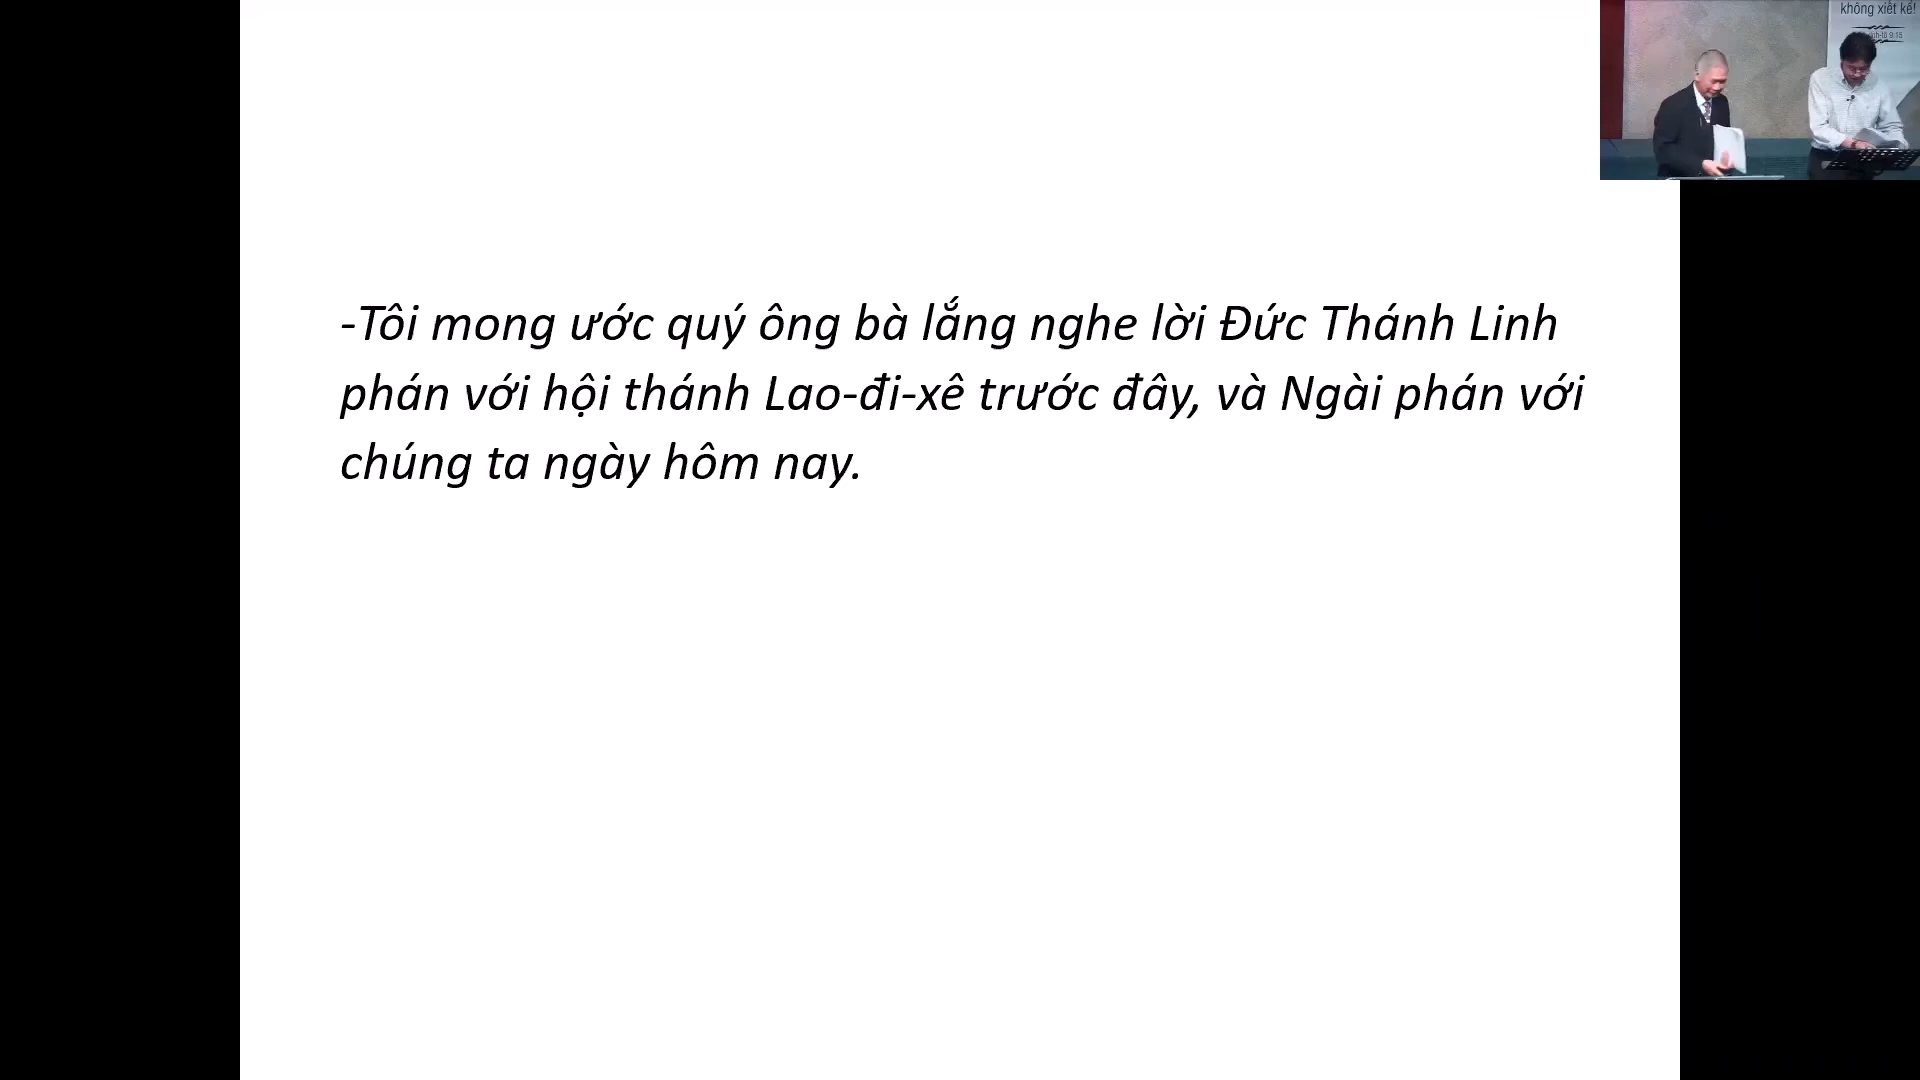 không xiết kể!
-Tôi mong ước quý ông bà lắng nghe lời Đức Thánh Linh
phán với hội thánh Lao-đi-xê trước đây, và Ngài phán với
chúng ta ngày hôm nay.